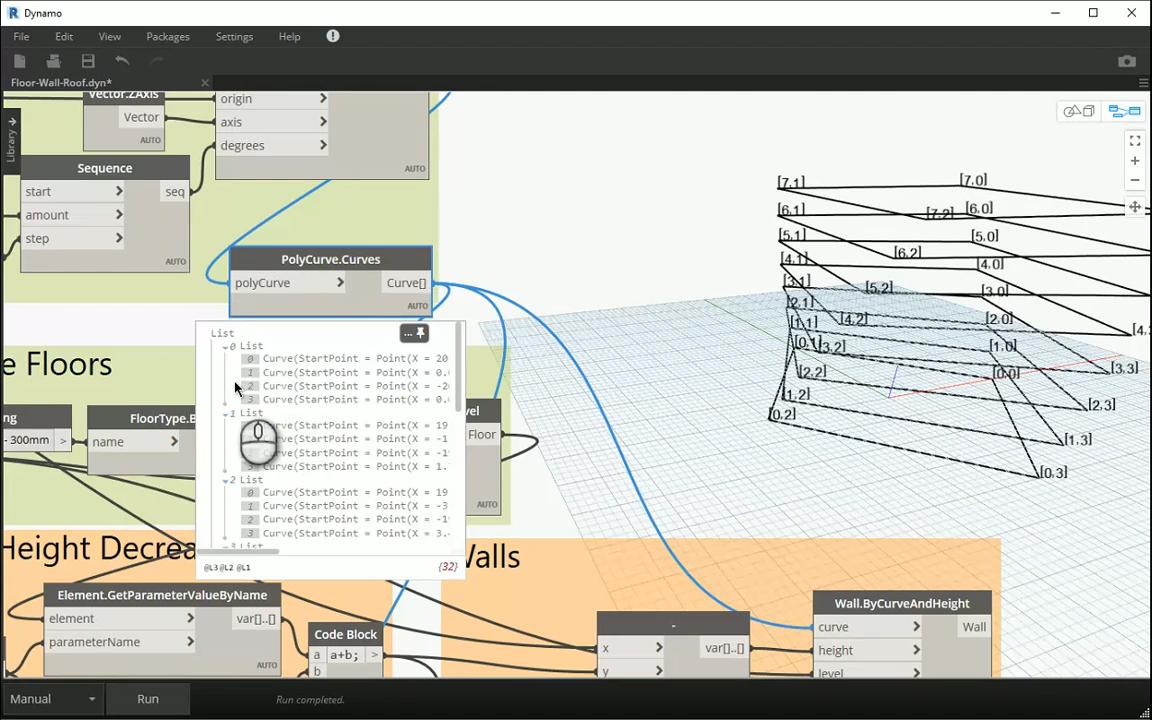 Dynamo
File Edit View Packages Settings Help
Floor-Wall-Roof.dyn*
Vector.ZAxis
Vector >
AUTO
origin >
axis >
degrees >
AUTO
Library
Sequence
start > seq
amount >
step >
AUTO
PolyCurve.Curves
polyCurve > Curve[]
AUTO
List
0 List
0 Curve(StartPoint = Point(X = 20
1 Curve(StartPoint = Point(X = 0.
2 Curve(StartPoint = Point(X = -2
3 Curve(StartPoint = Point(X = 0.
1 List
Curve(StartPoint = Point(X = 19
Curve(StartPoint = Point(X = -1
Curve(StartPoint = Point(X = -1
3 Curve(StartPoint = Point(X = 1.
2 List
0 Curve(StartPoint = Point(X = 19
1 Curve(StartPoint = Point(X = -3
2 Curve(StartPoint = Point(X = -1
3 Curve(StartPoint = Point(X = 3.
3 List
@L3 @L2 @L1 {32}
e Floors
ng
- 300mm >
FloorType.B
name >
vel
Floor
AUTO
Height Decrea
Walls
Element.GetParameterValueByName
element > var[]..[]
parameterName >
AUTO
Code Block
a a+b; >
b
-
x > var[]..[]
y >
Wall.ByCurveAndHeight
curve > Wall
height >
level
[7,1]
[7,0]
[6,1]
[7,2]
[6,0]
[5,1]
[5,0]
[6,2]
[4,1]
[4,0]
[3,1]
[5,2]
[3,0]
[2,1]
[4,2]
[2,0]
[4,
[1,1]
[0,1]
[3,2]
[1,0]
[2,2]
[0,0]
[3,3]
[1,2]
[2,3]
[0,2]
[1,3]
[0,3]
Manual Run Run completed.